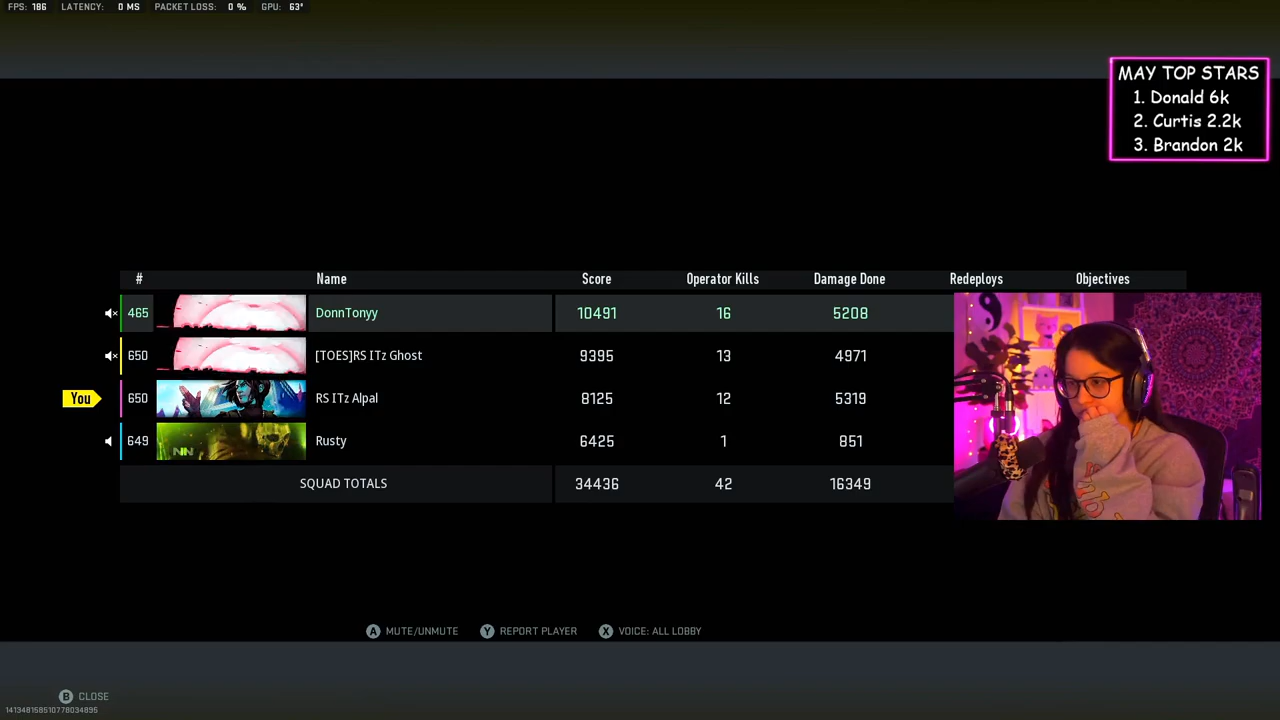 FPS: 186 LATENCY: 0 MS PACKET LOSS: 0 % GPU: 63°
MAY TOP STARS
1. Donald 6k
2. Curtis 2.2k
3. Brandon 2k
# Name Score Operator Kills Damage Done Redeploys Objectives
465 DonnTonyy 10491 16 5208
650 [TOES]RS ITz Ghost 9395 13 4971
You 650 RS ITz Alpal 8125 12 5319
649 Rusty 6425 1 851
SQUAD TOTALS 34436 42 16349
A MUTE/UNMUTE Y REPORT PLAYER X VOICE: ALL LOBBY
B CLOSE